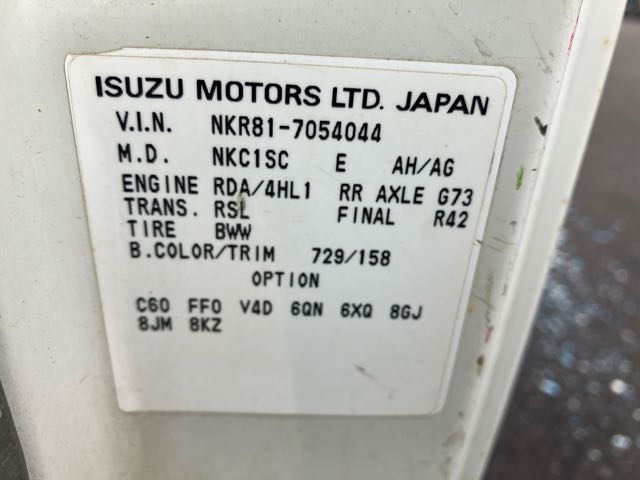 ISUZU MOTORS LTD. JAPAN
V.I.N. NKR81-7054044
M.D. NKC1SC E AH/AG
ENGINE RDA/4HL1 RR AXLE G73
TRANS. RSL FINAL R42
TIRE BWW
B.COLOR/TRIM 729/158
OPTION
C60 FF0 V4D 6QN 6XQ 8GJ
8JM 8KZ